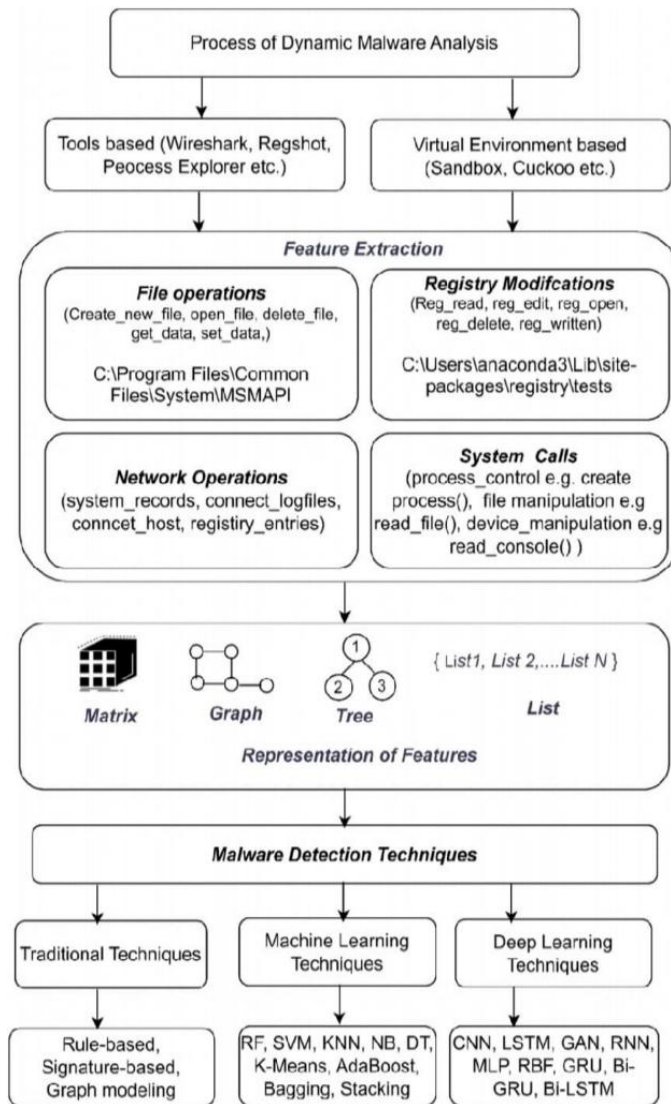 Process of Dynamic Malware Analysis
Tools based (Wireshark, Regshot,
Peocess Explorer etc.)
Virtual Environment based
(Sandbox, Cuckoo etc.)
Feature Extraction
File operations
(Create_new_file, open_file, delete_file,
get_data, set_data,)
C:\Program Files\Common
Files\System\MSMAPI
Registry Modifcations
(Reg_read, reg_edit, reg_open,
reg_delete, reg_written)
C:\Users\anaconda3\Lib\site-
packages\registry\tests
Network Operations
(system_records, connect_logfiles,
conncet_host, registry_entries)
System Calls
(process_control e.g. create
process(), file manipulation e.g
read_file(), device_manipulation e.g
read_console() )
Matrix
Graph
1
2
3
Tree
{ List1, List 2,....List N }
List
Representation of Features
Malware Detection Techniques
Traditional Techniques
Machine Learning
Techniques
Deep Learning
Techniques
Rule-based,
Signature-based,
Graph modeling
RF, SVM, KNN, NB, DT,
K-Means, AdaBoost,
Bagging, Stacking
CNN, LSTM, GAN, RNN,
MLP, RBF, GRU, Bi-
GRU, Bi-LSTM